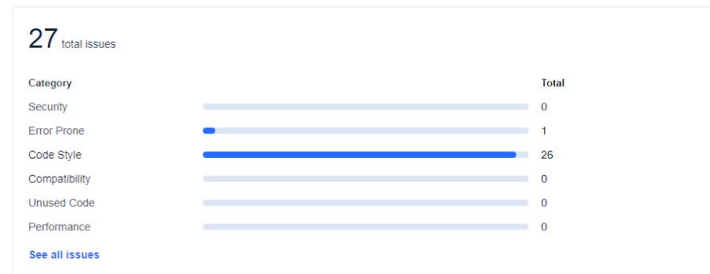 27 total issues
Category Total
Security 0
Error Prone 1
Code Style 26
Compatibility 0
Unused Code 0
Performance 0
See all issues